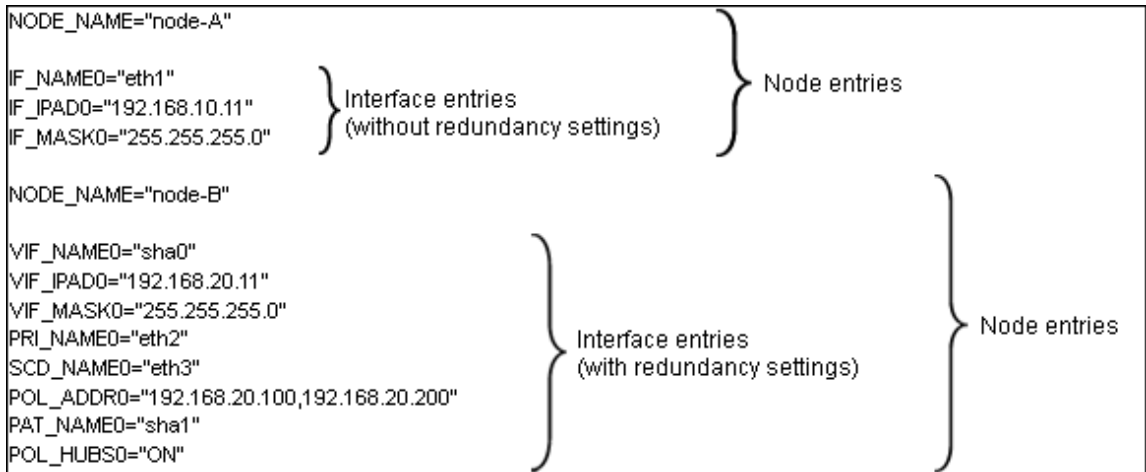 NODE_NAME="node-A"
Node entries
IF_NAME0="eth1"
IF_IPAD0="192.168.10.11"
IF_MASK0="255.255.255.0"
Interface entries
(without redundancy settings)
NODE_NAME="node-B"
VIF_NAME0="sha0"
VIF_IPAD0="192.168.20.11"
VIF_MASK0="255.255.255.0"
PRI_NAME0="eth2"
SCD_NAME0="eth3"
POL_ADDR0="192.168.20.100,192.168.20.200"
PAT_NAME0="sha1"
POL_HUBS0="ON"
Interface entries
(with redundancy settings)
Node entries